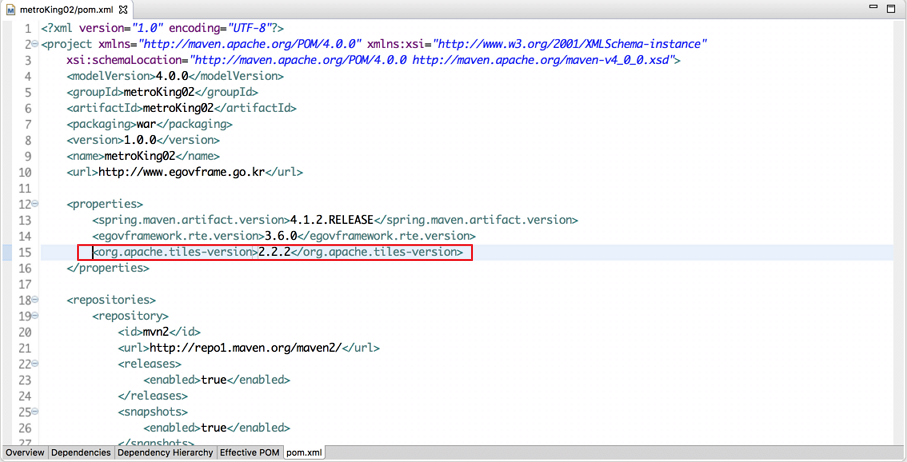 metroKing02/pom.xml
1 <?xml version="1.0" encoding="UTF-8"?>
2 <project xmlns="http://maven.apache.org/POM/4.0.0" xmlns:xsi="http://www.w3.org/2001/XMLSchema-instance"
3 xsi:schemaLocation="http://maven.apache.org/POM/4.0.0 http://maven.apache.org/maven-v4_0_0.xsd">
4 <modelVersion>4.0.0</modelVersion>
5 <groupId>metroKing02</groupId>
6 <artifactId>metroKing02</artifactId>
7 <packaging>war</packaging>
8 <version>1.0.0</version>
9 <name>metroKing02</name>
10 <url>http://www.egovframe.go.kr</url>
11
12 <properties>
13 <spring.maven.artifact.version>4.1.2.RELEASE</spring.maven.artifact.version>
14 <egovframework.rte.version>3.6.0</egovframework.rte.version>
15 <org.apache.tiles-version>2.2.2</org.apache.tiles-version>
16 </properties>
17
18 <repositories>
19 <repository>
20 <id>mvn2</id>
21 <url>http://repo1.maven.org/maven2/</url>
22 <releases>
23 <enabled>true</enabled>
24 </releases>
25 <snapshots>
26 <enabled>true</enabled>
27 </snapshots>
Overview Dependencies Dependency Hierarchy Effective POM pom.xml